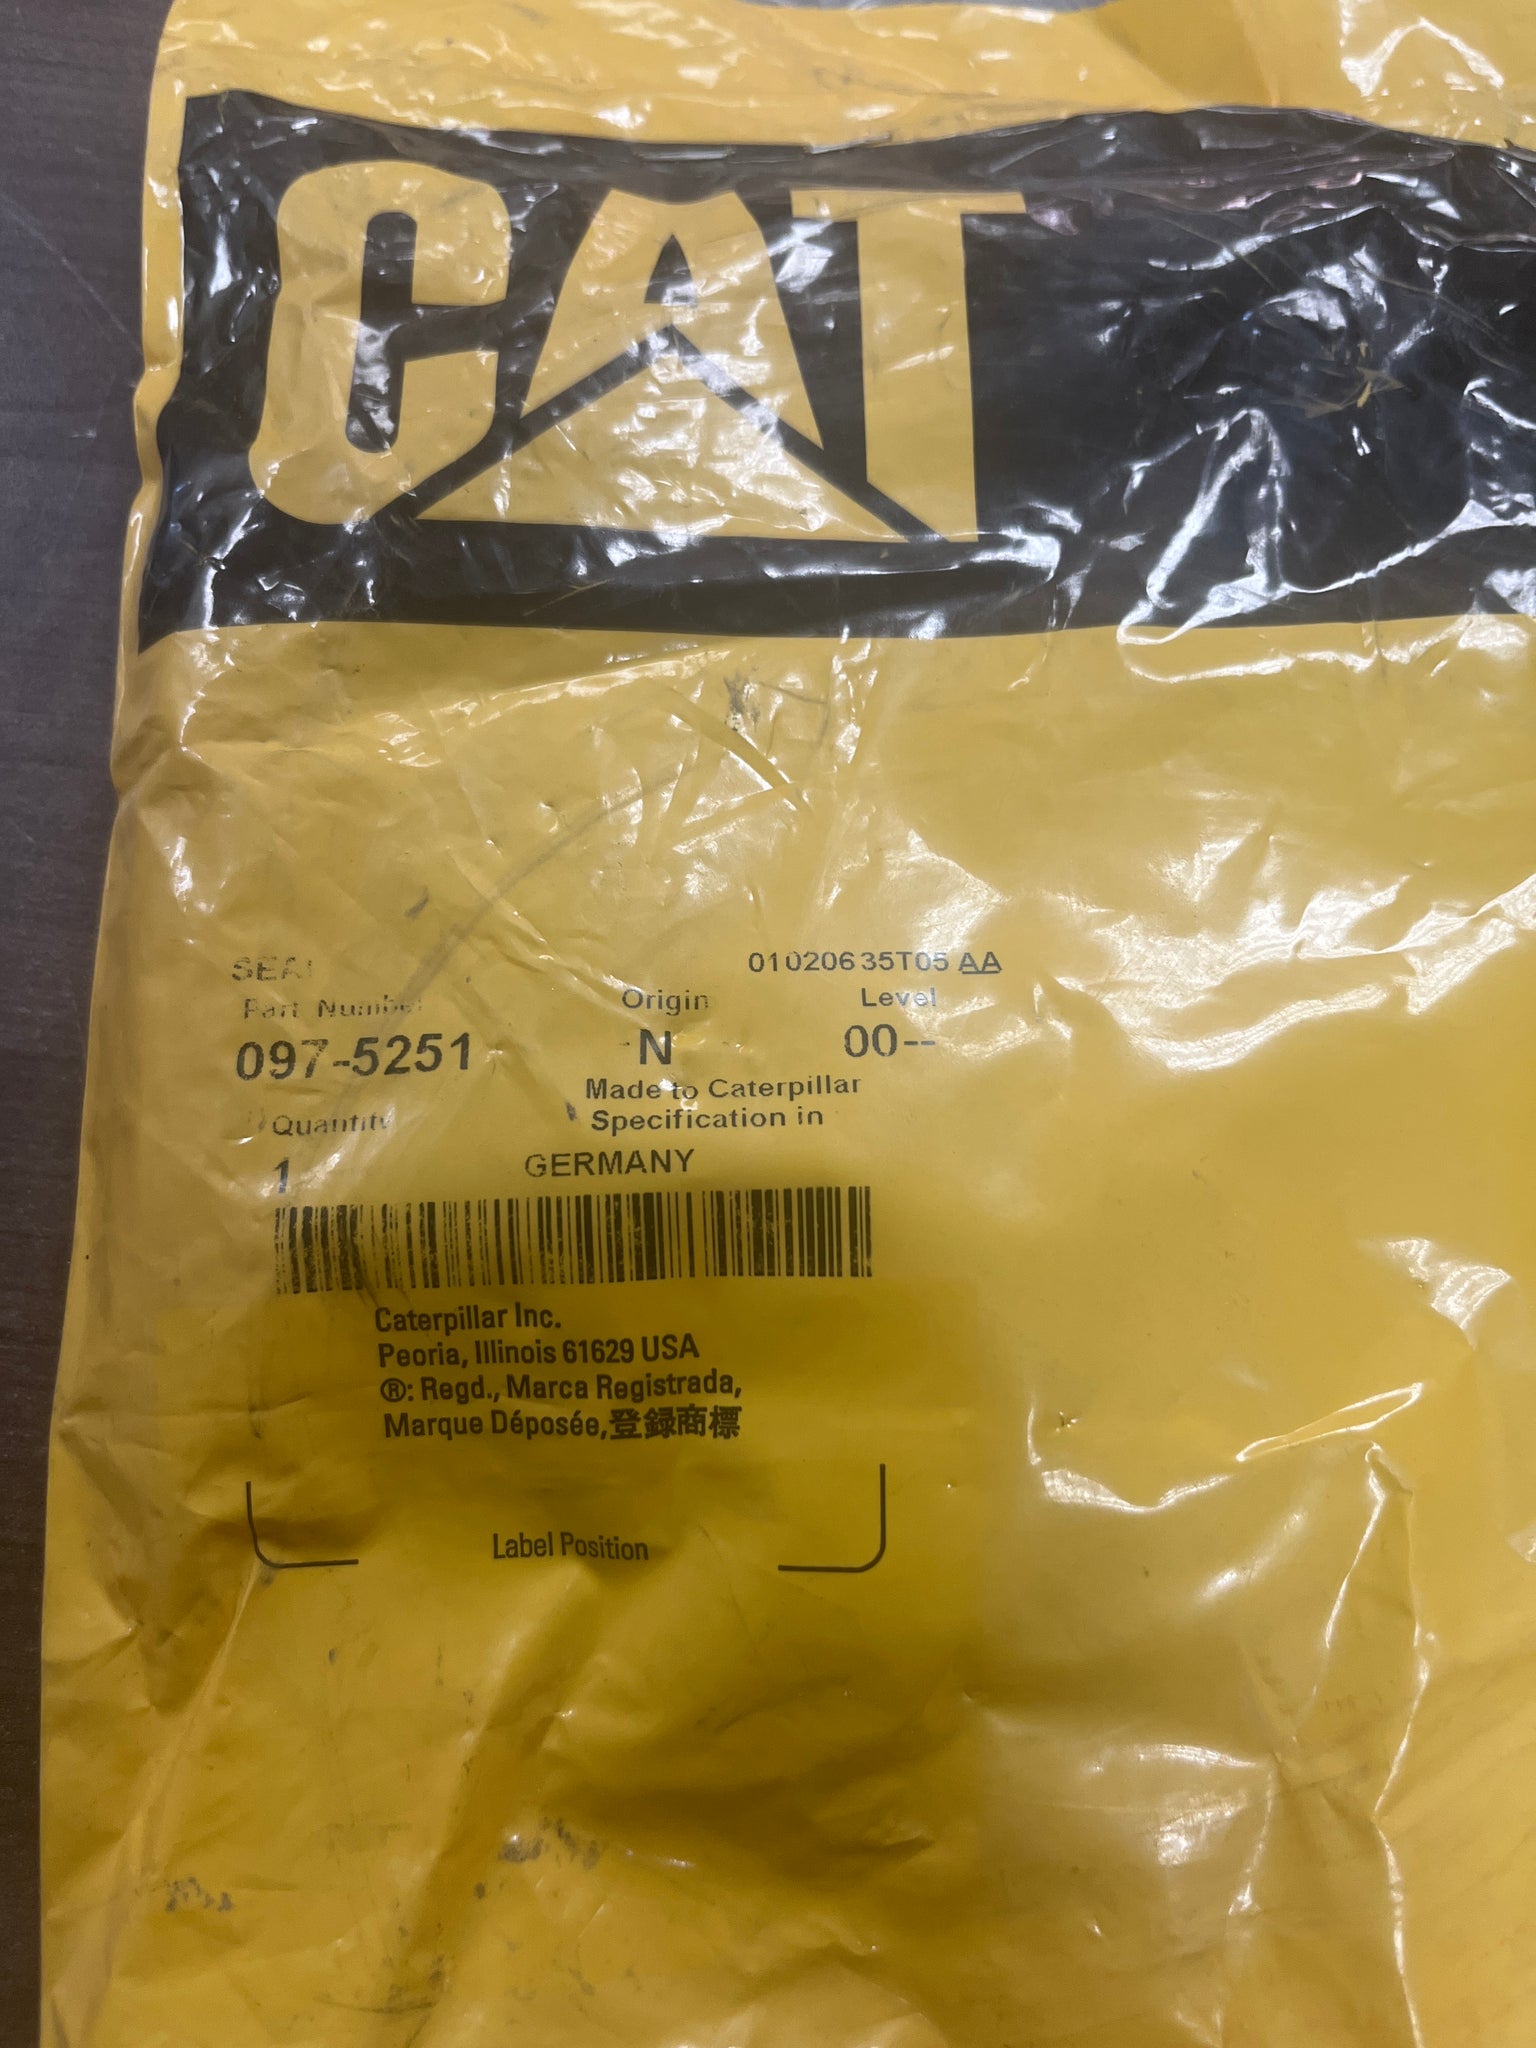 CAT
SEAL 01020635T05 AA
Part Number Origin Level
097-5251 N 00--
Made to Caterpillar
Quantity Specification in
1 GERMANY
Caterpillar Inc.
Peoria, Illinois 61629 USA
®: Regd., Marca Registrada,
Marque Déposée,登録商標
Label Position